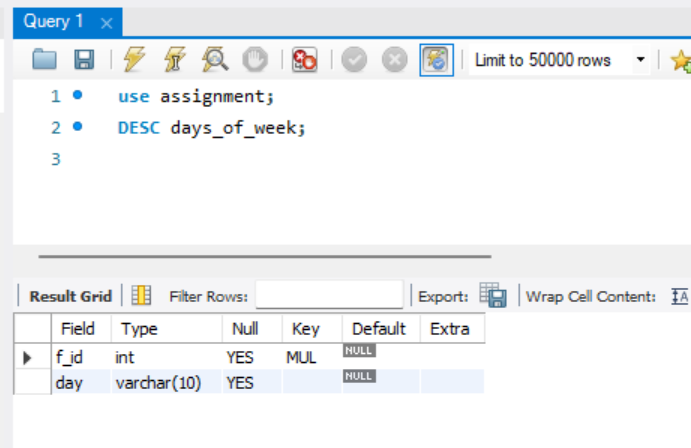 Query 1
Limit to 50000 rows
1 use assignment;
2 DESC days_of_week;
3
Result Grid Filter Rows: Export: Wrap Cell Content:
Field Type Null Key Default Extra
f_id int YES MUL NULL
day varchar(10) YES NULL